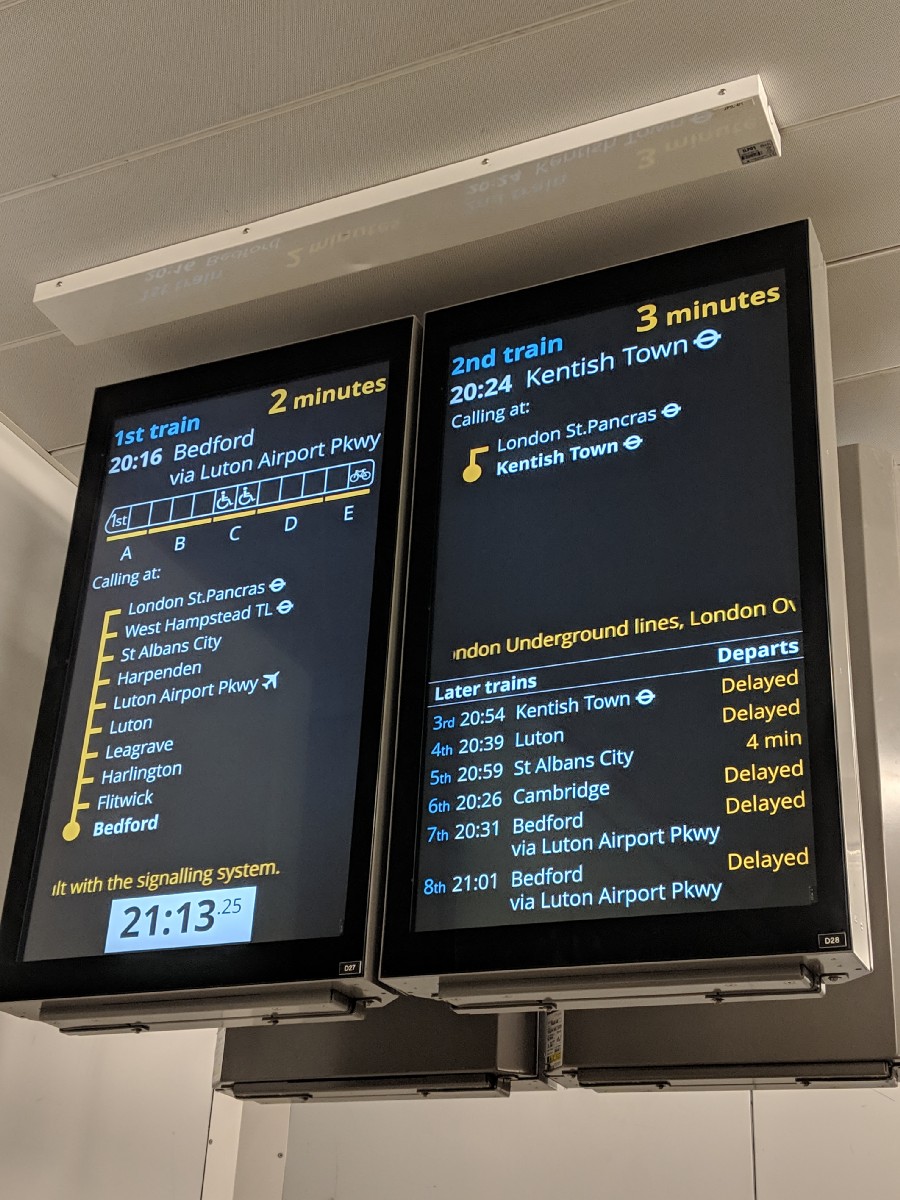 1st train 2 minutes
20:16 Bedford
via Luton Airport Pkwy
1st
A B C D E
Calling at:
London St.Pancras
West Hampstead TL
St Albans City
Harpenden
Luton Airport Pkwy
Luton
Leagrave
Harlington
Flitwick
Bedford
with the signalling system.
21:13.25
D27
2nd train 3 minutes
20:24 Kentish Town
Calling at:
London St.Pancras
Kentish Town
Underground lines, London
Later trains Departs
3rd 20:54 Kentish Town Delayed
4th 20:39 Luton Delayed
5th 20:59 St Albans City 4 min
6th 20:26 Cambridge Delayed
7th 20:31 Bedford Delayed
via Luton Airport Pkwy
8th 21:01 Bedford Delayed
via Luton Airport Pkwy
D28